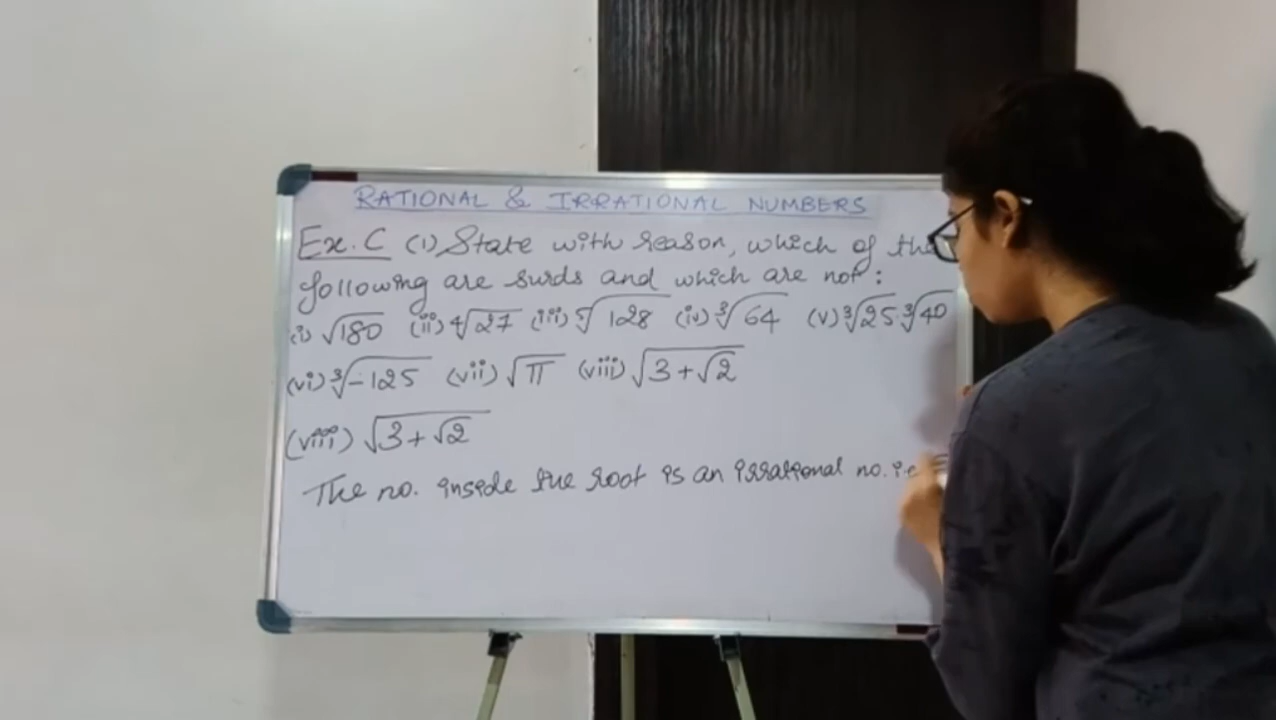 RATIONAL & IRRATIONAL NUMBERS
Ex. C (1) State with reason, which of the
following are surds and which are not :
(i) √180 (ii) ⁴√27 (iii) ⁵√128 (iv) ³√64 (v) ³√25.³√40
(vi) ³√-125 (vii) √π (viii) √(3+√2)
(viii) √(3+√2)
The no. inside the root is an irrational no. i.e